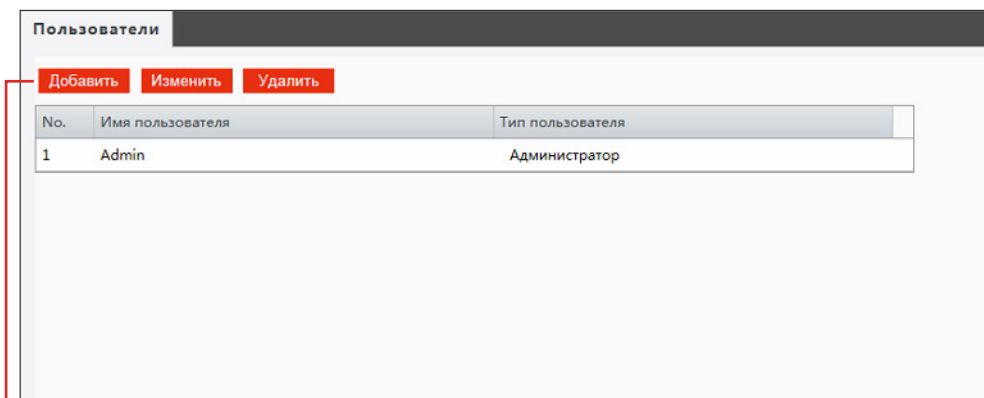 Пользователи
Добавить Изменить Удалить
No. Имя пользователя Тип пользователя
1 Admin Администратор